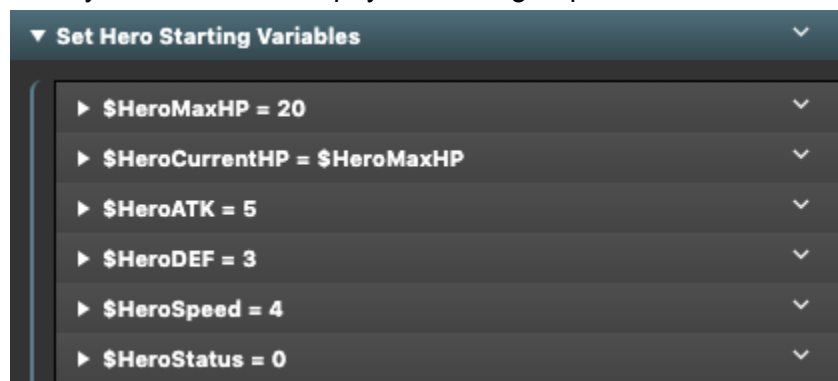 Set Hero Starting Variables
$HeroMaxHP = 20
$HeroCurrentHP = $HeroMaxHP
$HeroATK = 5
$HeroDEF = 3
$HeroSpeed = 4
$HeroStatus = 0